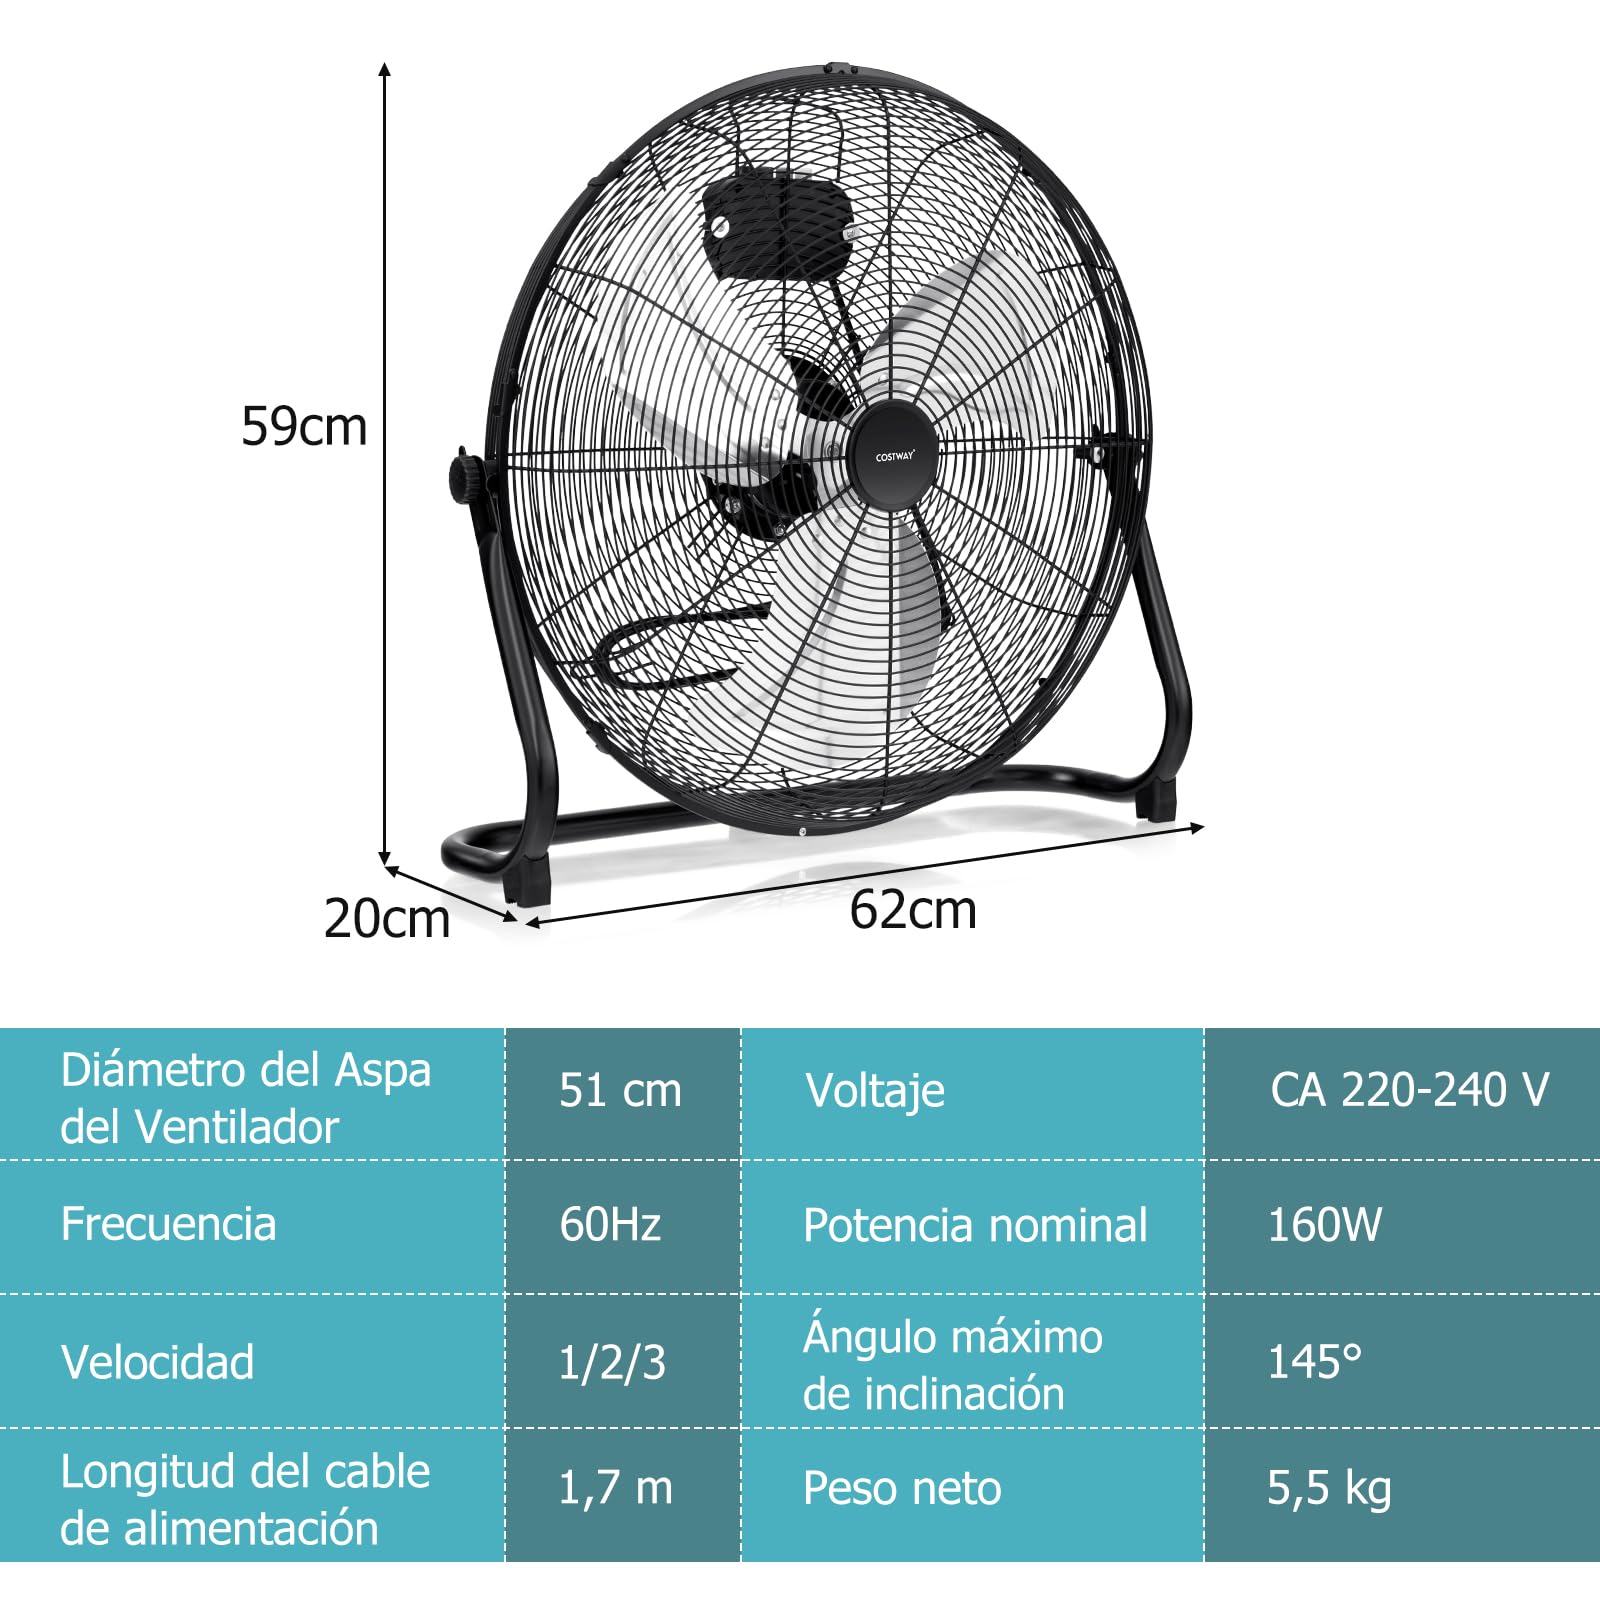 59cm
COSTWAY
20cm
62cm
Diámetro del Aspa
del Ventilador
51 cm
Voltaje
CA 220-240 V
Frecuencia
60Hz
Potencia nominal
160W
Velocidad
1/2/3
Ángulo máximo
de inclinación
145°
Longitud del cable
de alimentación
1,7 m
Peso neto
5,5 kg